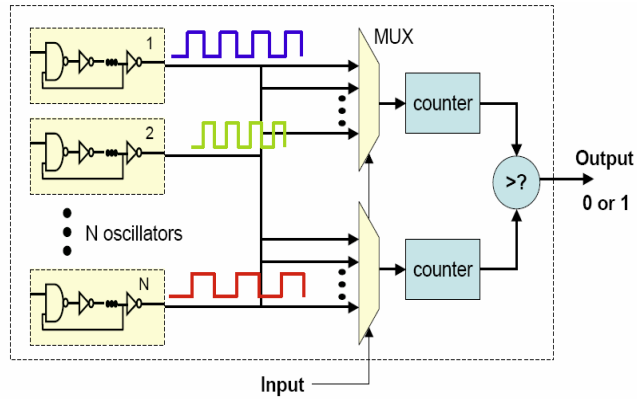 1
MUX
counter
2
Output
>?
0 or 1
N oscillators
N
counter
Input